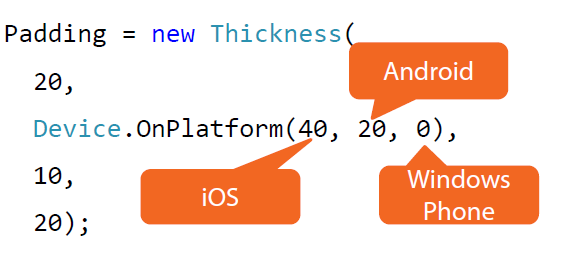 Padding = new Thickness(
Android
20,
Device.OnPlatform(40, 20, 0),
10,
iOS
Windows
Phone
20);